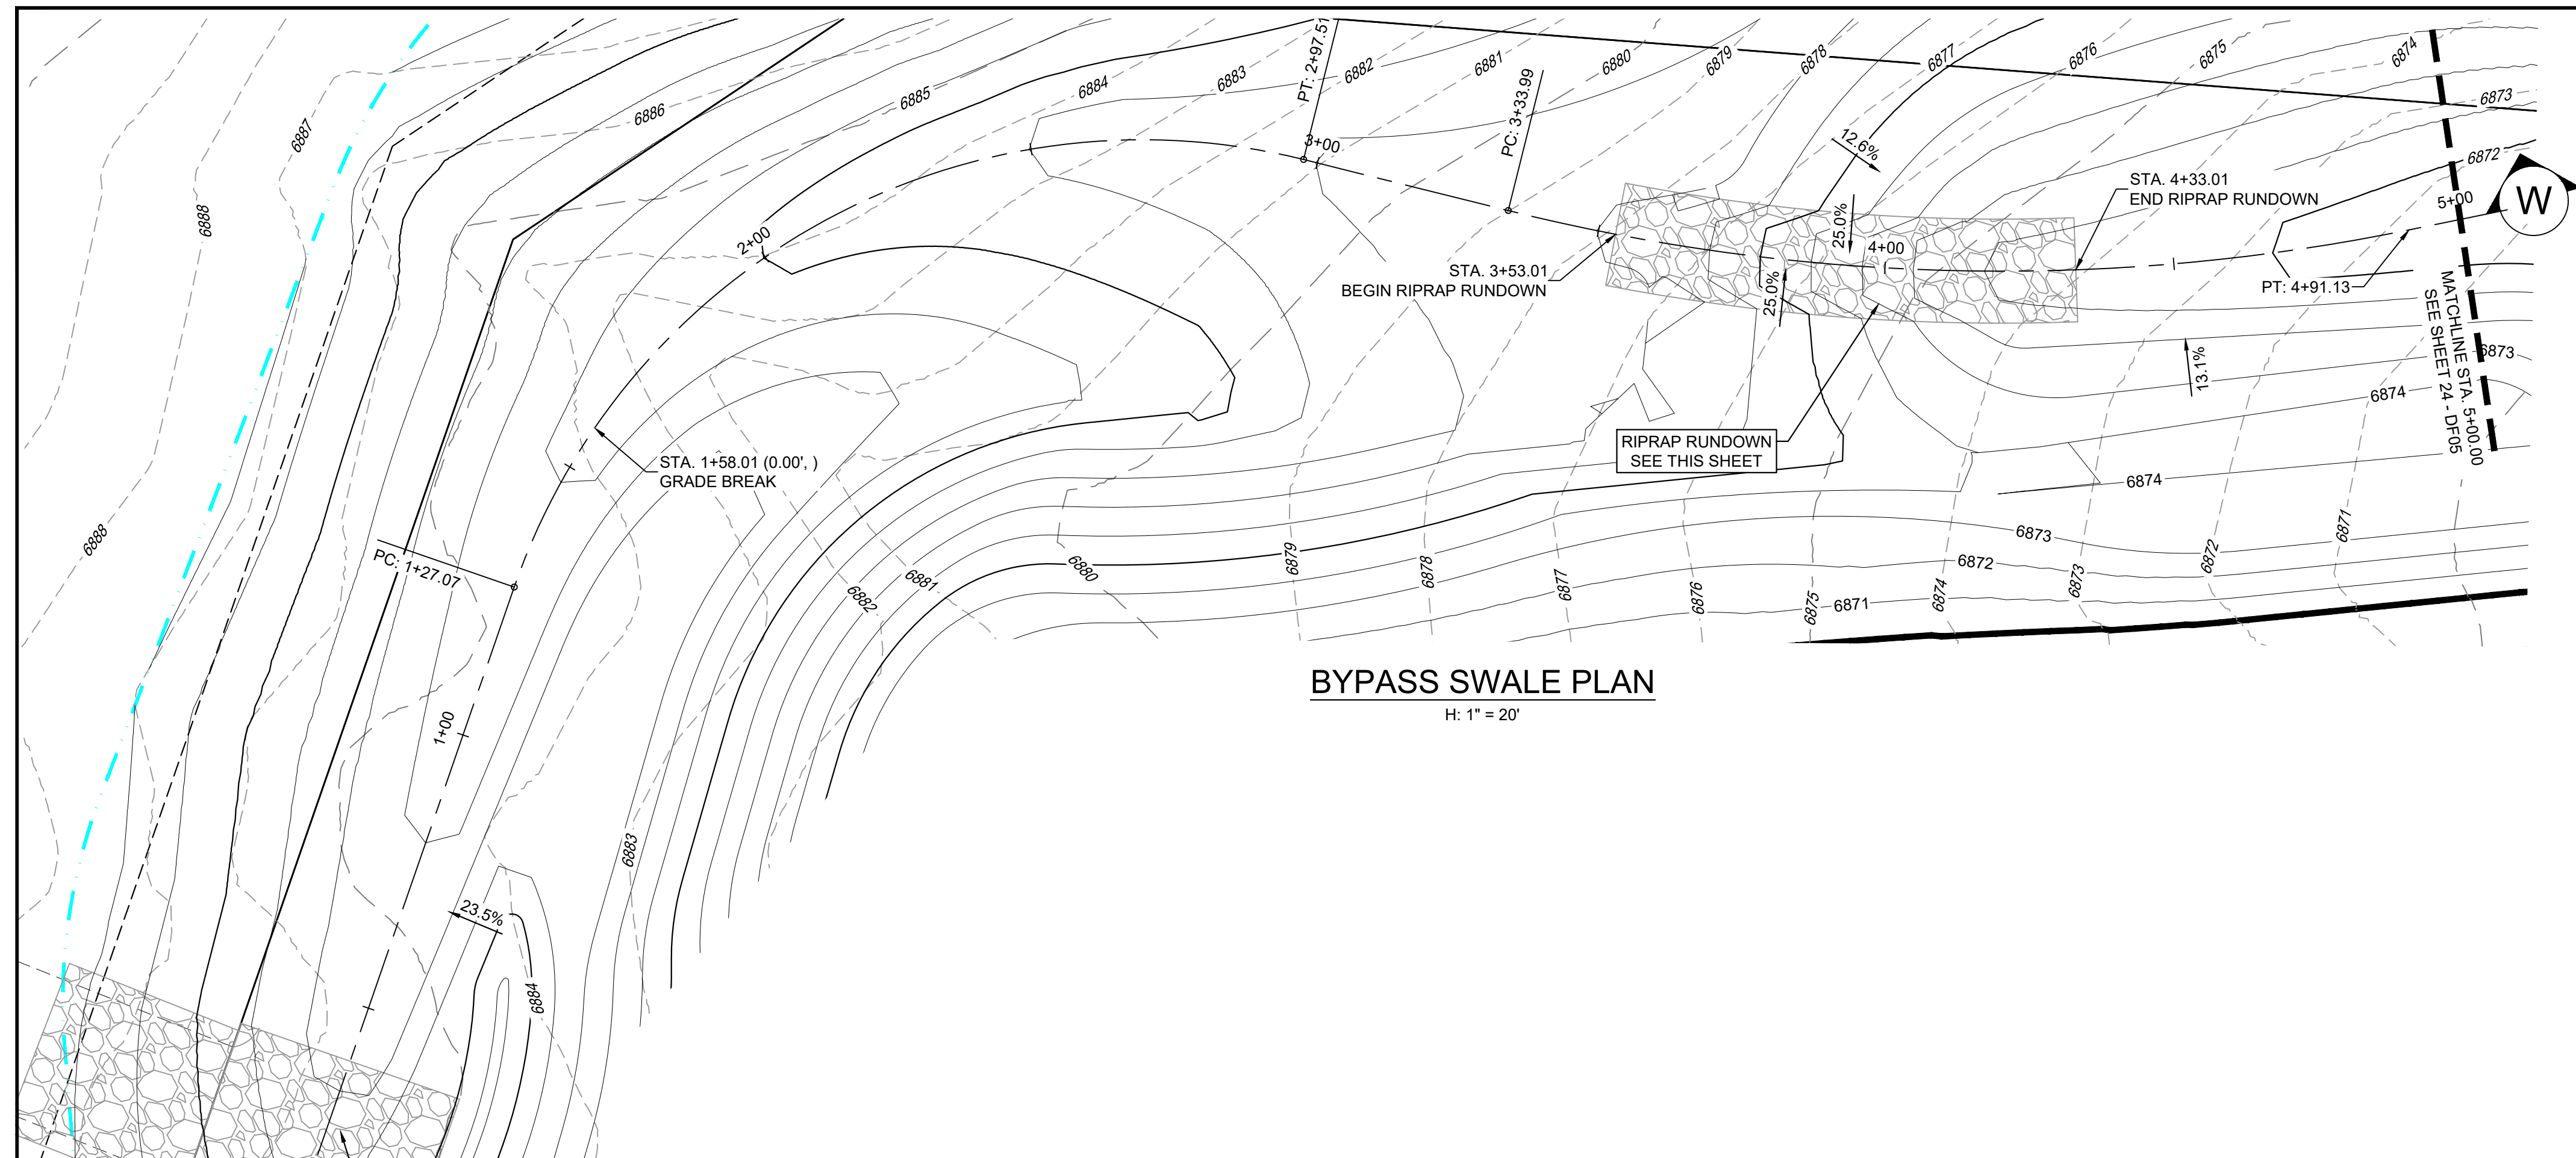 6887
6888
6886
6885
6884
6883
PT: 2+97.51
6882
6881
PC: 3+33.99
6880
6879
6878
6877
6876
6875
6874
6873
6872
3+00
12.6%
25.0%
4+00
25.0%
STA. 4+33.01
END RIPRAP RUNDOWN
5+00
W
2+00
STA. 3+53.01
BEGIN RIPRAP RUNDOWN
PT: 4+91.13
MATCHLINE STA. 5+00.00
SEE SHEET 24 - DF05
13.1%
6873
6874
STA. 1+58.01 (0.00', )
GRADE BREAK
RIPRAP RUNDOWN
SEE THIS SHEET
6874
6888
PC: 1+27.07
6882
6881
6880
6879
6878
6877
6876
6875
6874
6873
6872
6871
6873
6872
6871
BYPASS SWALE PLAN
H: 1" = 20'
1+00
6883
23.5%
6884